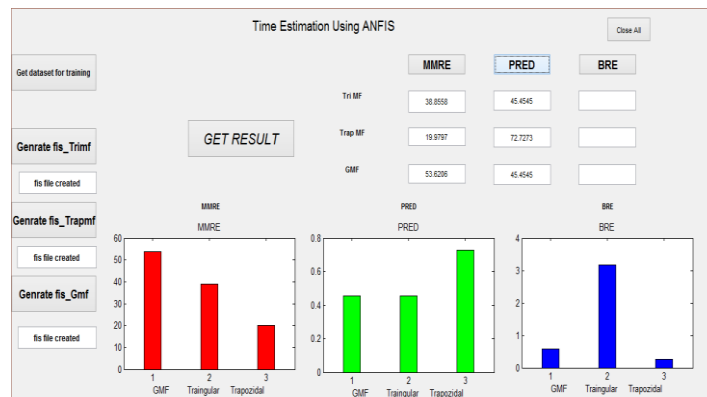 Time Estimation Using ANFIS
Close All
Get dataset for training
MMRE PRED BRE
Tri MF 38.8558 45.4545
Trap MF 19.9797 72.7273
GMF 53.6206 45.4545
GET RESULT
Genrate fis_Trimf
fis file created
Genrate fis_Trapmf
fis file created
Genrate fis_Gmf
fis file created
MMRE
MMRE
60
50
40
30
20
10
0
1 2 3
GMF Traingular Trapozidal
PRED
PRED
0.8
0.6
0.4
0.2
0
1 2 3
GMF Traingular Trapozidal
BRE
BRE
4
3
2
1
0
1 2 3
GMF Traingular Trapozidal